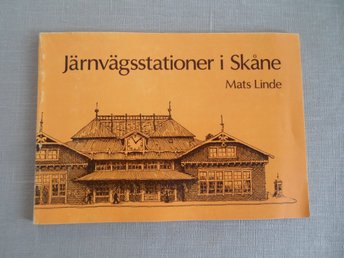 Järnvägsstationer i Skåne
Mats Linde